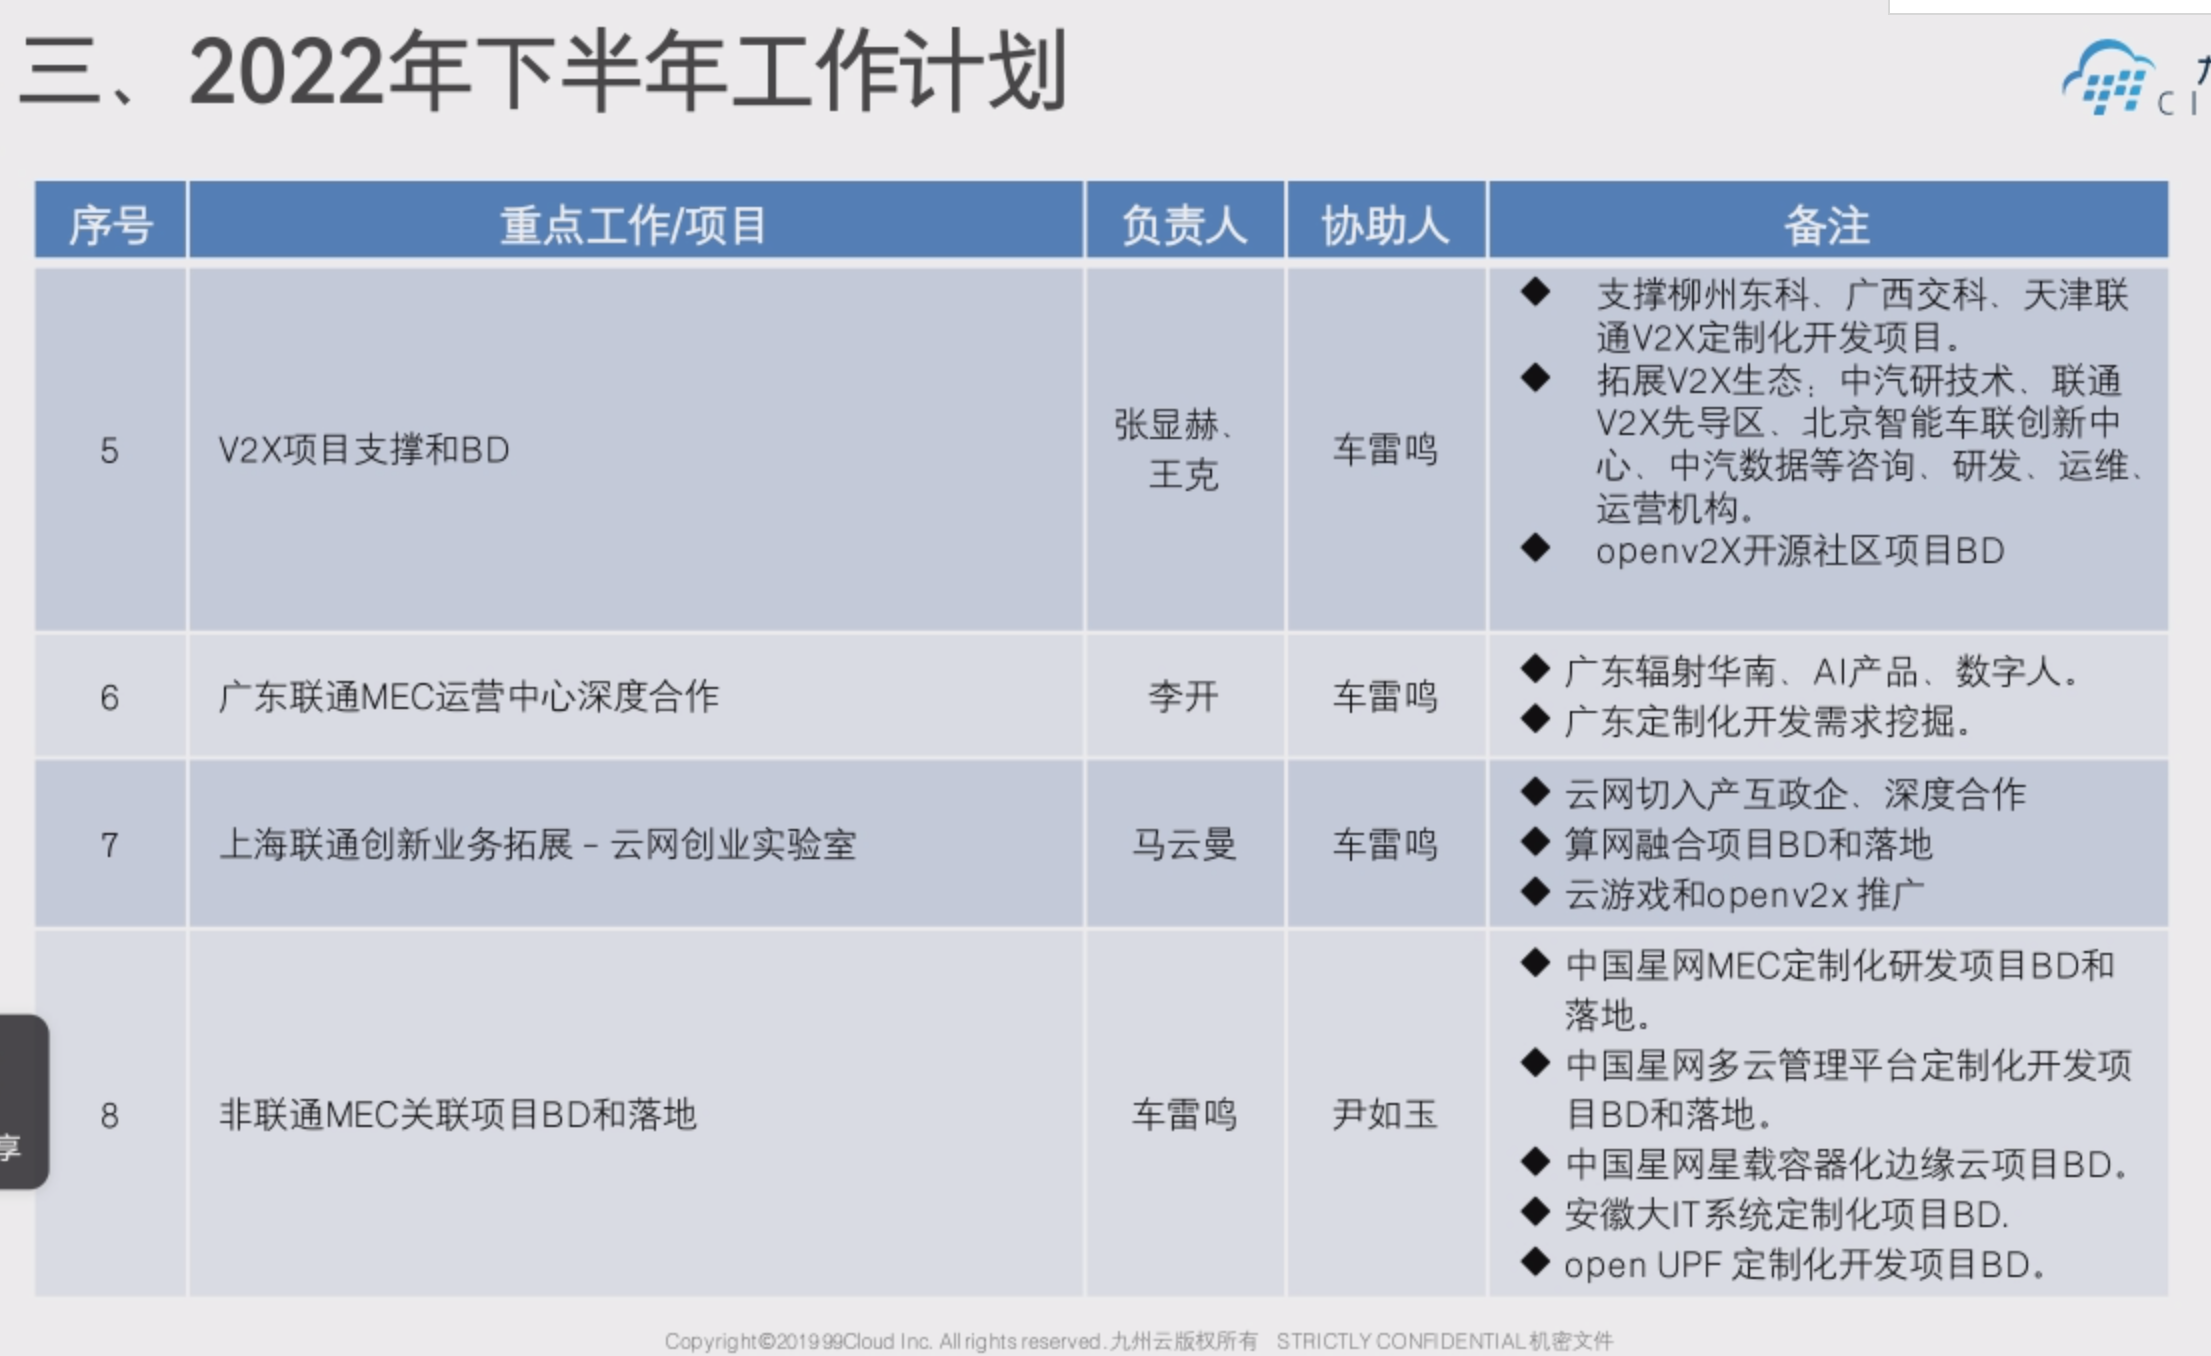 三、2022年下半年工作计划
C I
序号 重点工作/项目 负责人 协助人 备注
5 V2X项目支撑和BD 张显赫、
王克 车雷鸣
◆ 支撑柳州东科、广西交科、天津联
通V2X定制化开发项目。
◆ 拓展V2X生态：中汽研技术、联通
V2X先导区、北京智能车联创新中
心、中汽数据等咨询、研发、运维、
运营机构。
◆ openv2X开源社区项目BD
6 广东联通MEC运营中心深度合作 李开 车雷鸣
◆ 广东辐射华南、AI产品、数字人。
◆ 广东定制化开发需求挖掘。
7 上海联通创新业务拓展 – 云网创业实验室 马云曼 车雷鸣
◆ 云网切入产互政企、深度合作
◆ 算网融合项目BD和落地
◆ 云游戏和openv2x 推广
8 非联通MEC关联项目BD和落地 车雷鸣 尹如玉
◆ 中国星网MEC定制化研发项目BD和
落地。
◆ 中国星网多云管理平台定制化开发项
目BD和落地。
◆ 中国星网星载容器化边缘云项目BD。
◆ 安徽大IT系统定制化项目BD.
◆ open UPF 定制化开发项目BD。
享
Copyright©2019 99Cloud Inc. All rights reserved.九州云版权所有 STRICTLY CONFIDENTIAL机密文件